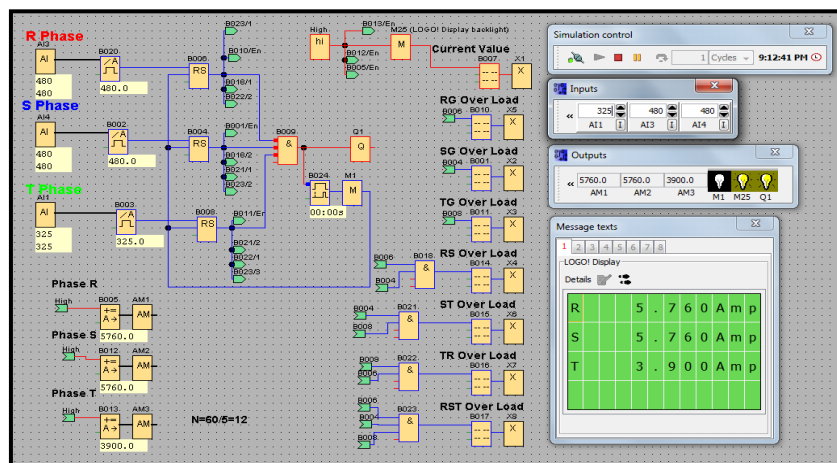 R Phase
AI3
AI
480
480
B020
/A
480.0
B006
RS
B023/1
B010/En
B018/1
B022/2
S Phase
AI4
AI
480
480
B002
/A
480.0
B004
RS
B001/En
B018/2
B021/1
B023/2
T Phase
AI1
AI
325
325
B003
/A
325.0
B008
RS
B011/En
B021/2
B022/1
B023/3
B009
&
Q1
Q
B024
00:00s
M1
M
High
hi
B013/En
B012/En
B005/En
M25 (LOGO! Display backlight)
M
Current Value
B007
X1
X
RG Over Load
B006
B010
X5
X
SG Over Load
B004
B001
X2
X
TG Over Load
B008
B011
X3
X
RS Over Load
B006
B004
B018
&
B014
X4
X
ST Over Load
B004
B008
B021
&
B015
X6
X
TR Over Load
B008
B006
B022
&
B016
X7
X
RST Over Load
B006
B004
B008
B023
&
B017
X8
X
Phase R
High
B005
+=
A→
AM1
AM
5760.0
Phase S
High
B012
+=
A→
AM2
AM
5760.0
Phase T
High
B013
+=
A→
AM3
AM
3900.0
N=60/5=12
Simulation control
1 Cycles 9:12:41 PM
Inputs
« 325 480 480
AI1 AI3 AI4
Outputs
« 5760.0 5760.0 3900.0
AM1 AM2 AM3 M1 M25 Q1
Message texts
1 2 3 4 5 6 7 8
LOGO! Display
Details
R 5.760Amp
S 5.760Amp
T 3.900Amp